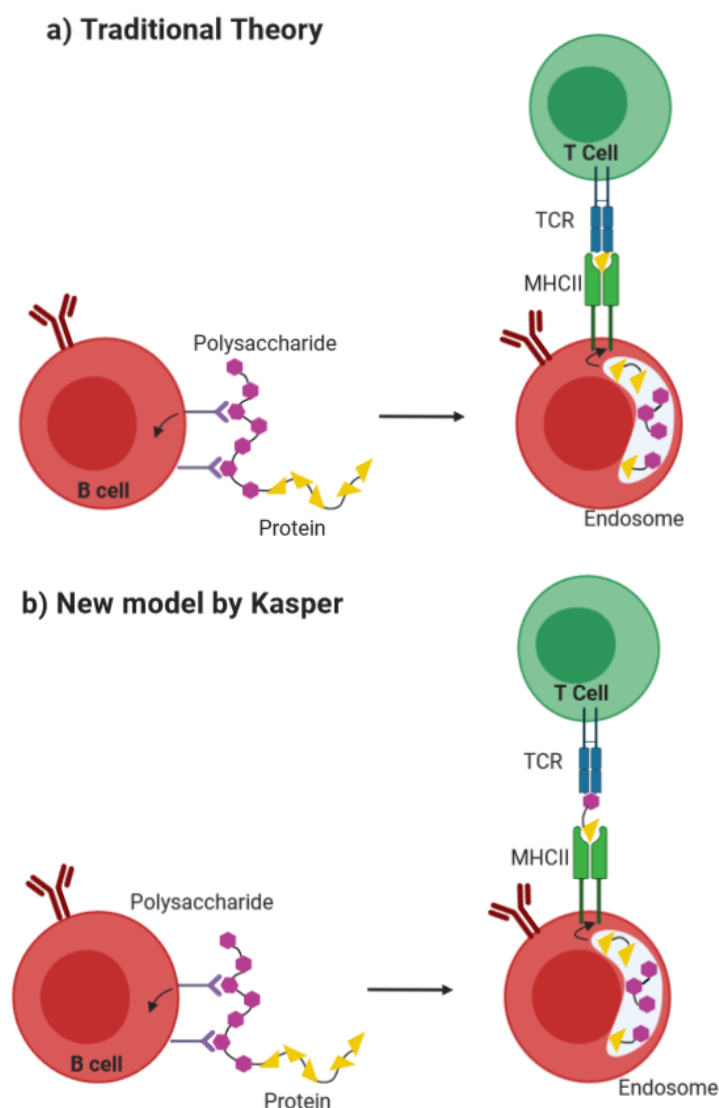 a) Traditional Theory
T Cell
TCR
MHCII
Polysaccharide
B cell
Protein
Endosome
b) New model by Kasper
T Cell
TCR
MHCII
Polysaccharide
B cell
Protein
Endosome